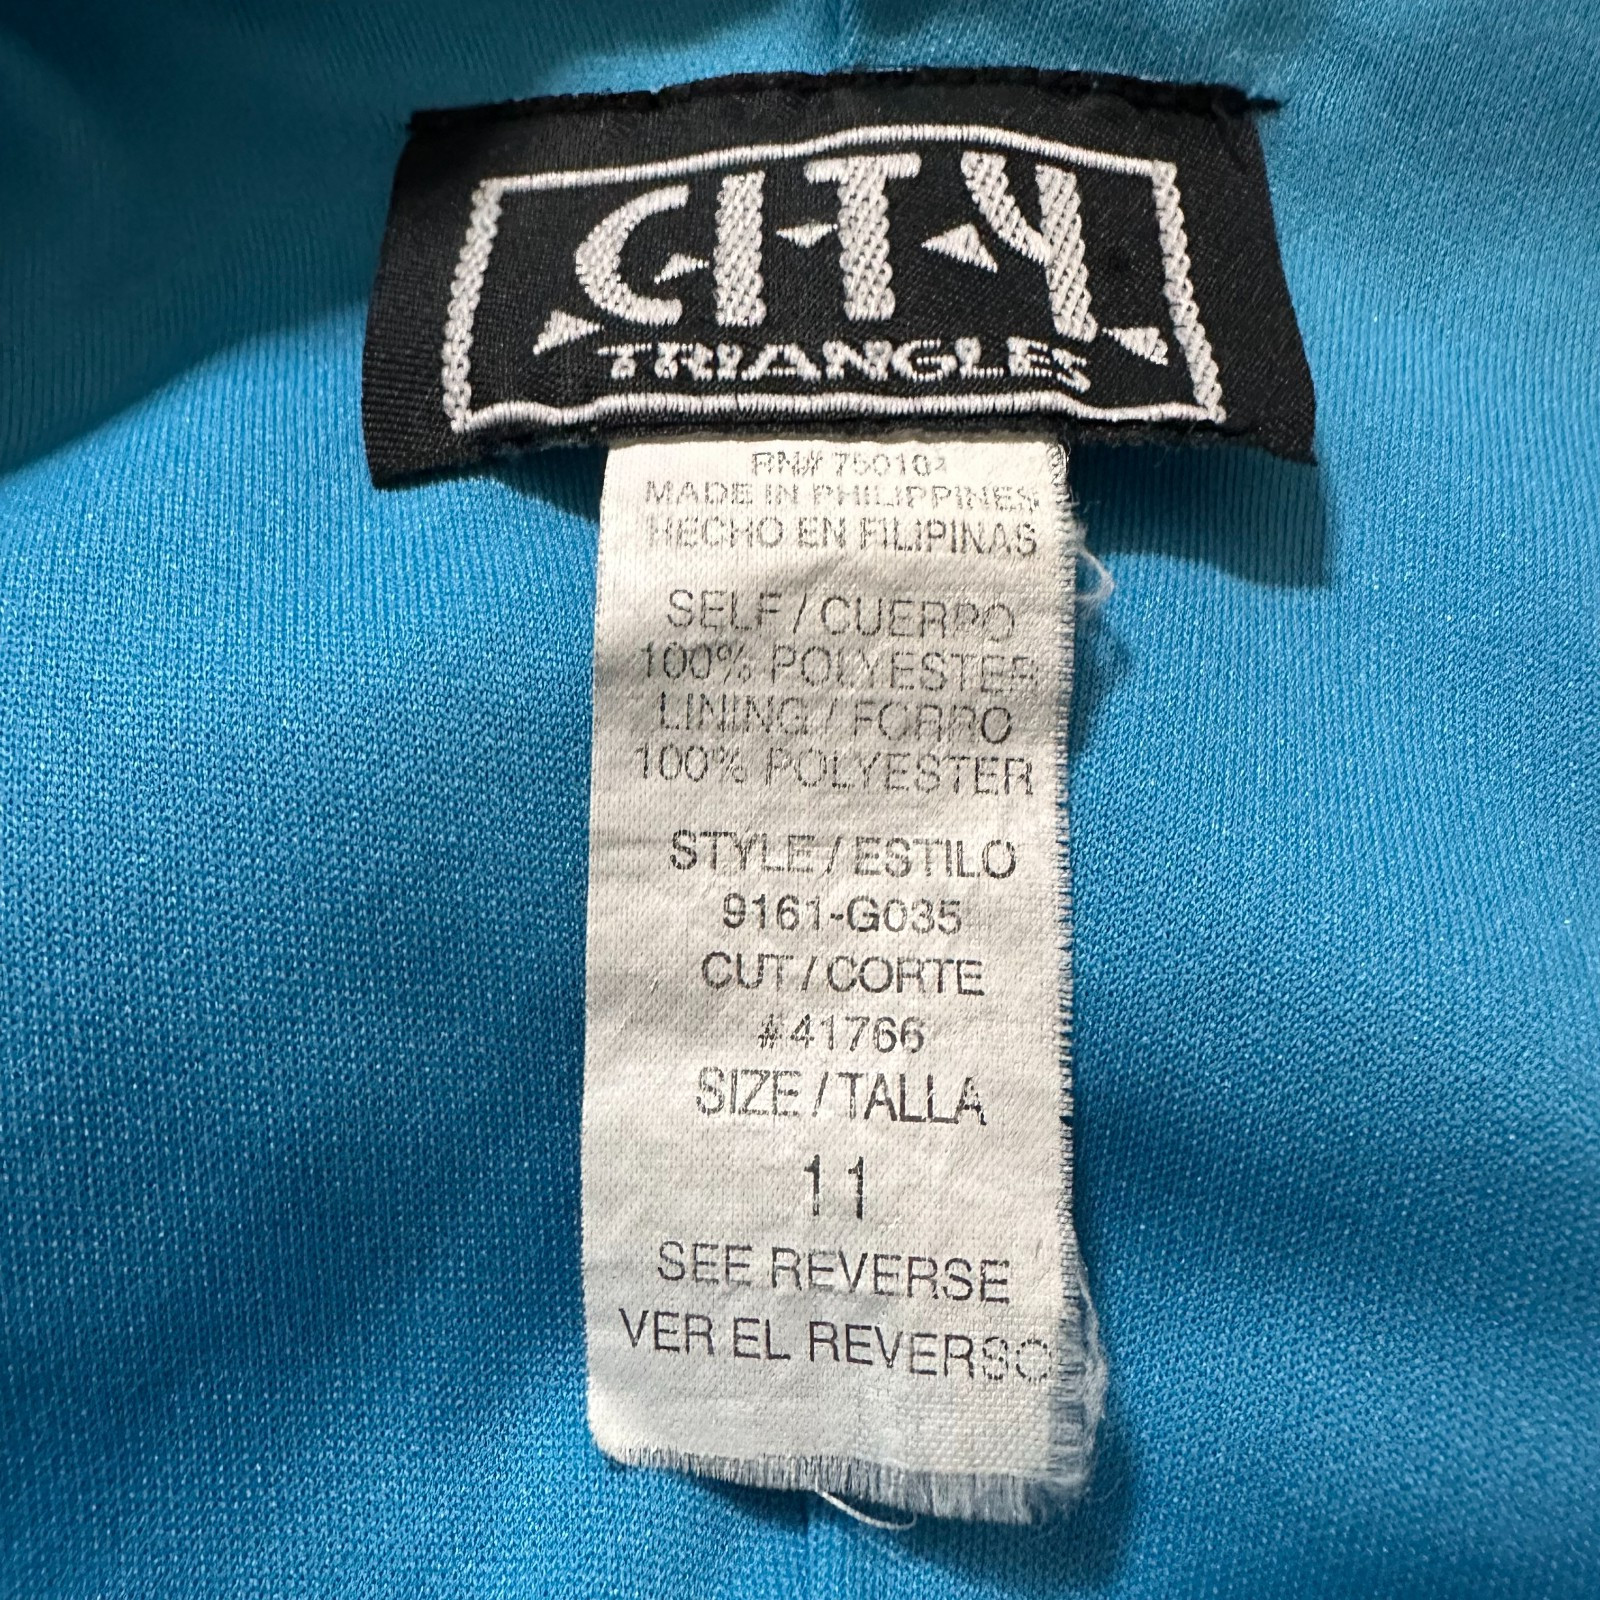 CITY
TRIANGLES
RN# 750104
MADE IN PHILIPPINES
HECHO EN FILIPINAS
SELF / CUERPO
100% POLYESTER
LINING / FORRO
100% POLYESTER
STYLE / ESTILO
9161-G035
CUT / CORTE
#41766
SIZE / TALLA
11
SEE REVERSE
VER EL REVERSO